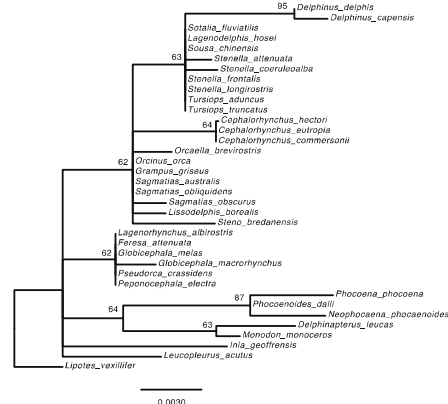 95
Delphinus_delphis
Delphinus_capensis
Sotalia_fluviatilis
Lagenodelphis_hosei
Sousa_chinensis
63
Stenella_attenuata
Stenella_coeruleoalba
Stenella_frontalis
Stenella_longirostris
Tursiops_aduncus
Tursiops_truncatus
Cephalorhynchus_hectori
64
Cephalorhynchus_eutropia
Cephalorhynchus_commersonii
Orcaella_brevirostris
62
Orcinus_orca
Grampus_griseus
Sagmatias_australis
Sagmatias_obliquidens
Sagmatias_obscurus
Lissodelphis_borealis
Steno_bredanensis
Lagenorhynchus_albirostris
Feresa_attenuata
62
Globicephala_melas
Globicephala_macrorhynchus
Pseudorca_crassidens
Peponocephala_electra
87
Phocoena_phocoena
Phocoenoides_dalli
64
Neophocaena_phocaenoides
63
Delphinapterus_leucas
Monodon_monoceros
Inia_geoffrensis
Leucopleurus_acutus
Lipotes_vexillifer
0.0030